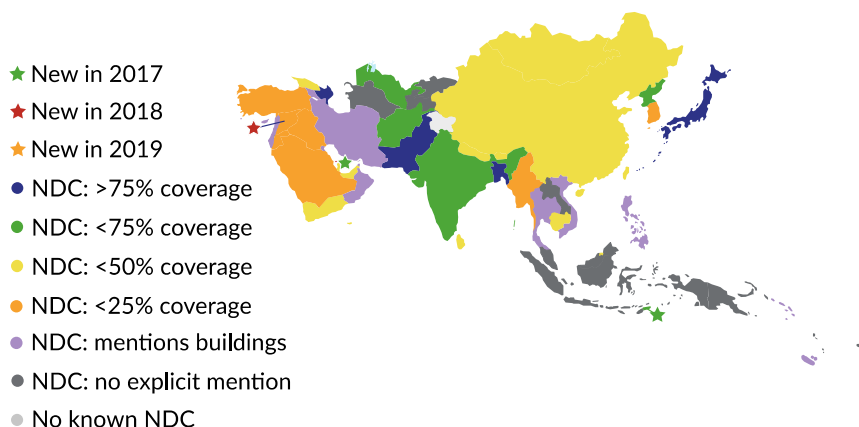 New in 2017
New in 2018
New in 2019
NDC: >75% coverage
NDC: <75% coverage
NDC: <50% coverage
NDC: <25% coverage
NDC: mentions buildings
NDC: no explicit mention
No known NDC